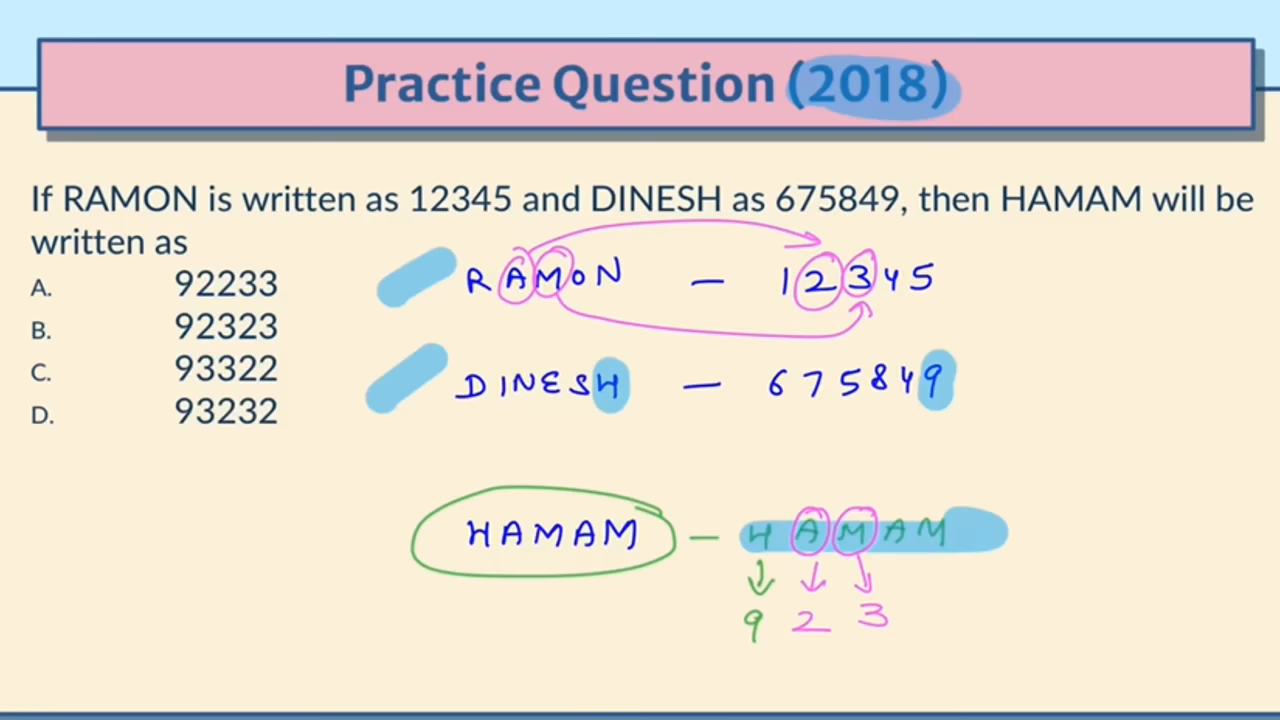 Practice Question (2018)
If RAMON is written as 12345 and DINESH as 675849, then HAMAM will be
written as
A. 92233
B. 92323
C. 93322
D. 93232
RAMON - 12345
DINESH - 675849
HAMAM - HAMAM
9 2 3